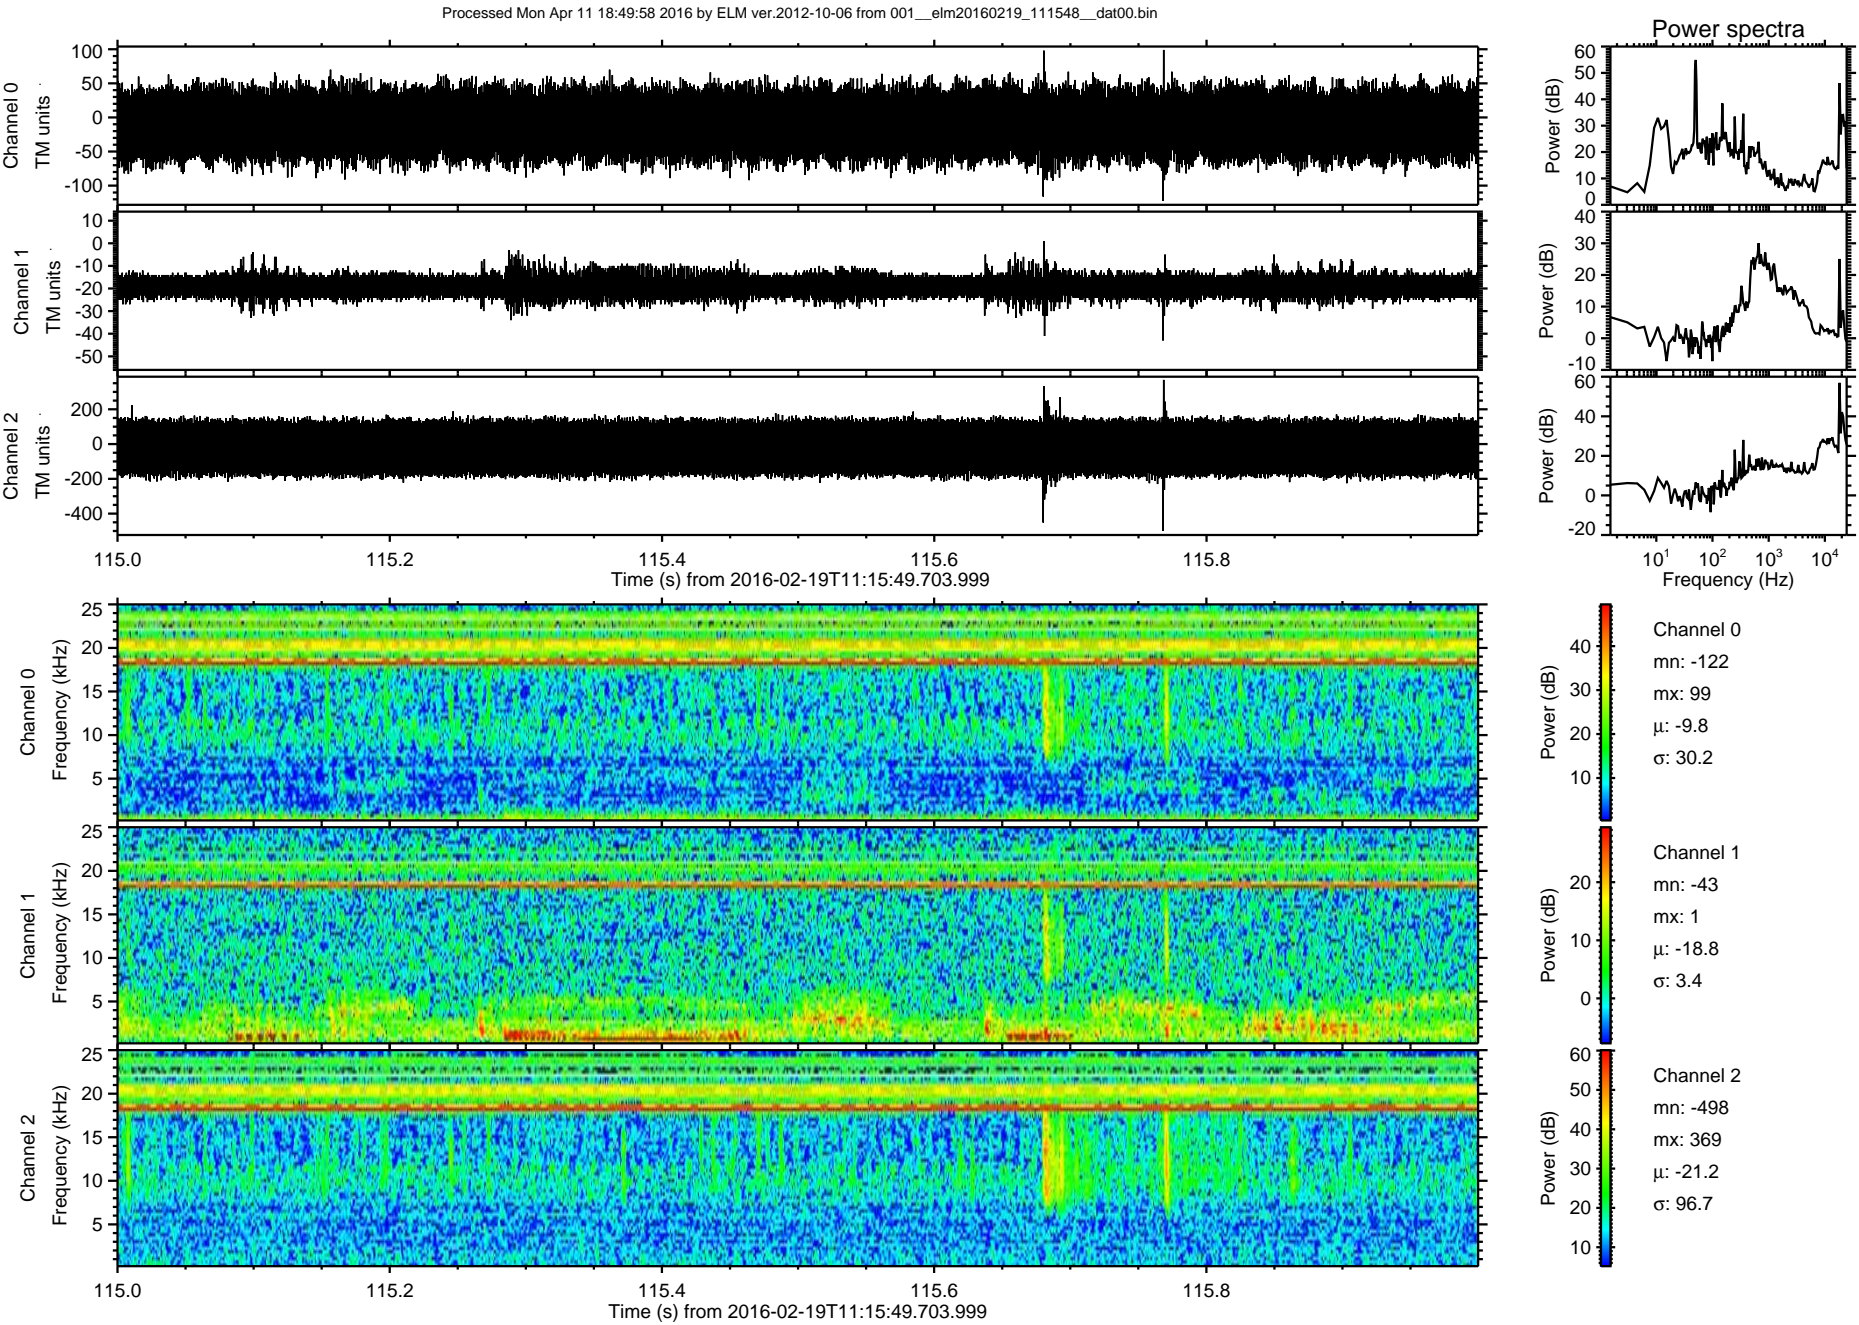 Processed Mon Apr 11 18:49:58 2016 by ELM ver.2012-10-06 from 001__elm20160219_111548__dat00.bin
Power spectra
Channel 0
TM units
100
50
0
-50
-100
Power (dB)
60
50
40
30
20
10
0
Channel 1
TM units
10
0
-10
-20
-30
-40
-50
Power (dB)
40
30
20
10
0
-10
Channel 2
TM units
200
0
-200
-400
Power (dB)
60
40
20
0
-20
115.0 115.2 115.4 115.6 115.8
Time (s) from 2016-02-19T11:15:49.703.999
10^1 10^2 10^3 10^4
Frequency (Hz)
Channel 0
Frequency (kHz)
25
20
15
10
5
Power (dB)
40
30
20
10
Channel 0
mn: -122
mx: 99
μ: -9.8
σ: 30.2
Channel 1
Frequency (kHz)
25
20
15
10
5
Power (dB)
20
10
0
Channel 1
mn: -43
mx: 1
μ: -18.8
σ: 3.4
Channel 2
Frequency (kHz)
25
20
15
10
5
Power (dB)
60
50
40
30
20
10
Channel 2
mn: -498
mx: 369
μ: -21.2
σ: 96.7
115.0 115.2 115.4 115.6 115.8
Time (s) from 2016-02-19T11:15:49.703.999